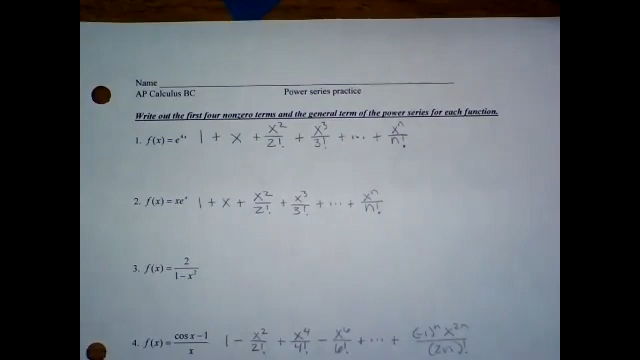 Name
AP Calculus BC Power series practice
Write out the first four nonzero terms and the general term of the power series for each function.
1. f(x) = e⁴ˣ 1 + x + x²/2! + x³/3! + ... + xⁿ/n!
2. f(x) = xeˣ 1 + x + x²/2! + x³/3! + ... + xⁿ/n!
3. f(x) = 2/(1-x²)
4. f(x) = (cos x - 1)/x 1 - x²/2! + x⁴/4! - x⁶/6! + ... + (-1)ⁿ x²ⁿ/(2n)!